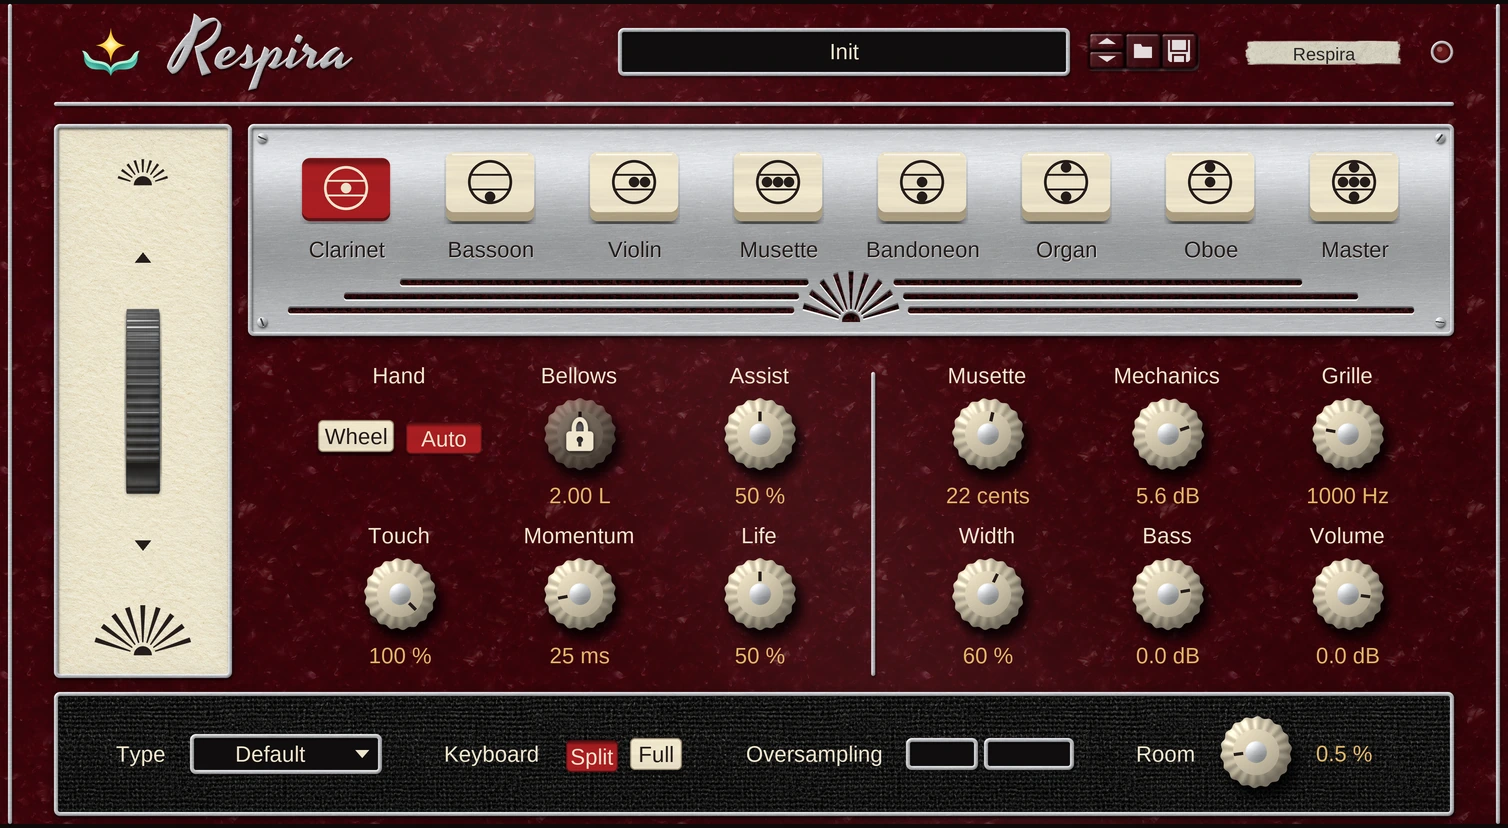 Respira
Init
Respira
Clarinet Bassoon Violin Musette Bandoneon Organ Oboe Master
Hand Bellows Assist Musette Mechanics Grille
Wheel Auto
2.00 L 50 % 22 cents 5.6 dB 1000 Hz
Touch Momentum Life Width Bass Volume
100 % 25 ms 50 % 60 % 0.0 dB 0.0 dB
Type Default Keyboard Split Full Oversampling Room 0.5 %